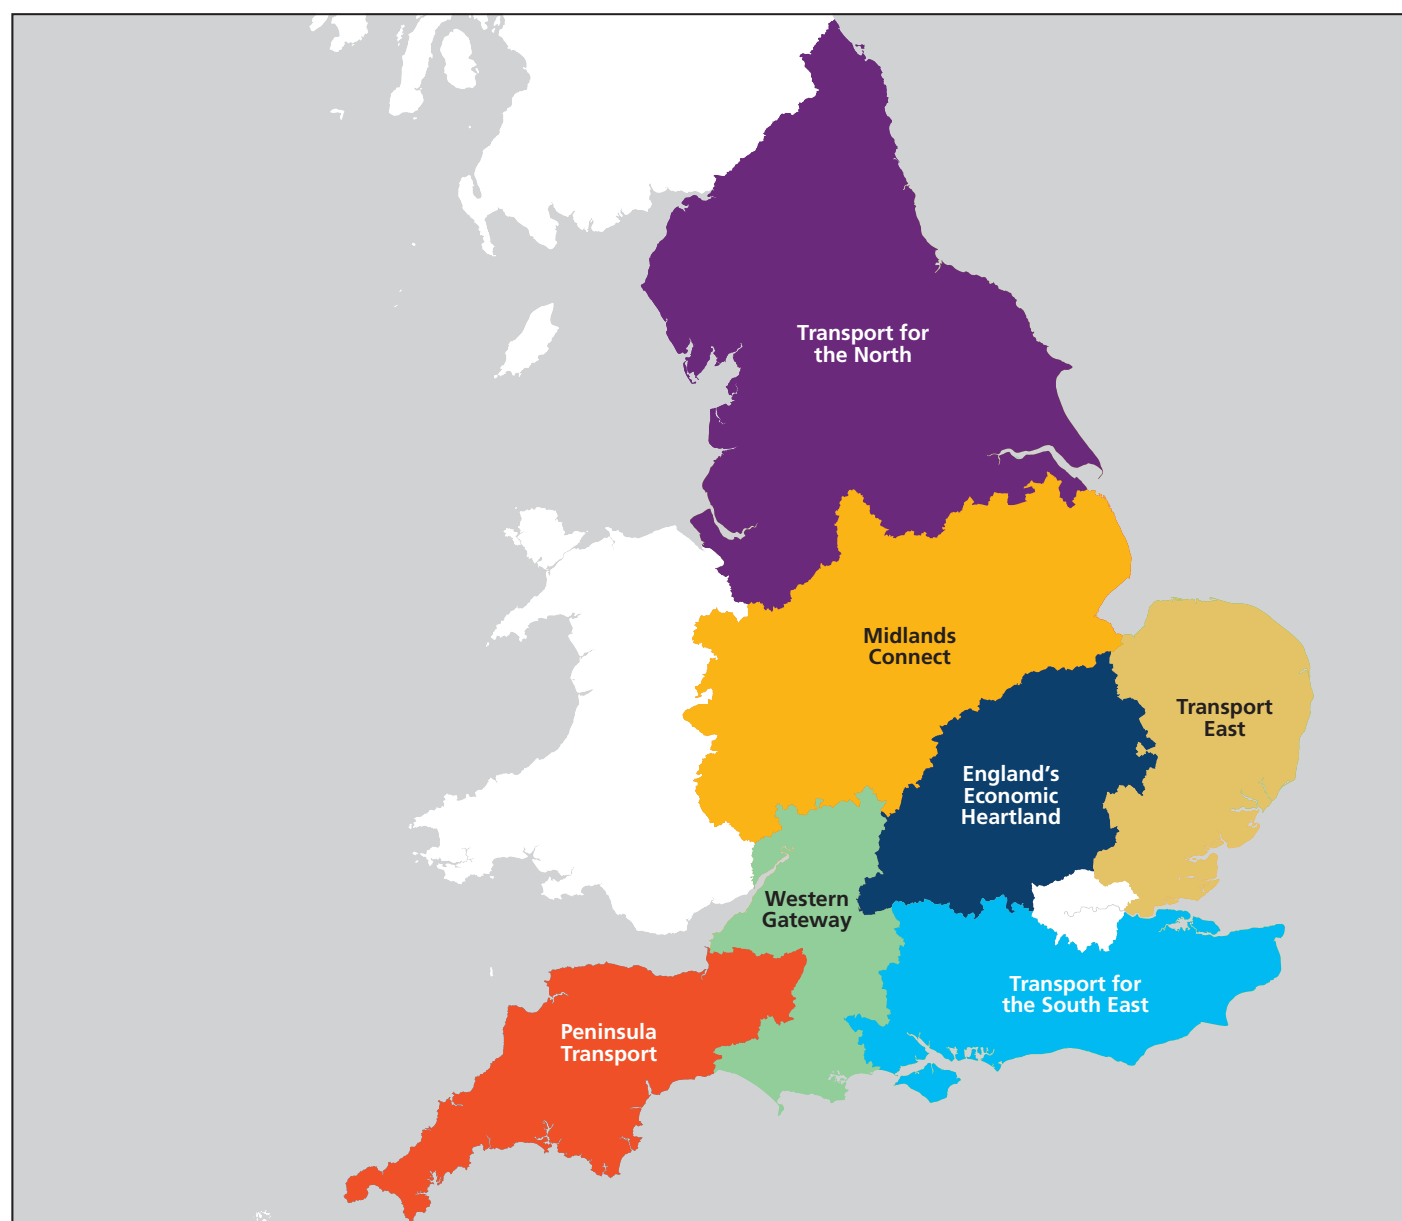 Transport for
the North
Midlands
Connect
Transport
East
England’s
Economic
Heartland
Western
Gateway
Transport for
the South East
Peninsula
Transport